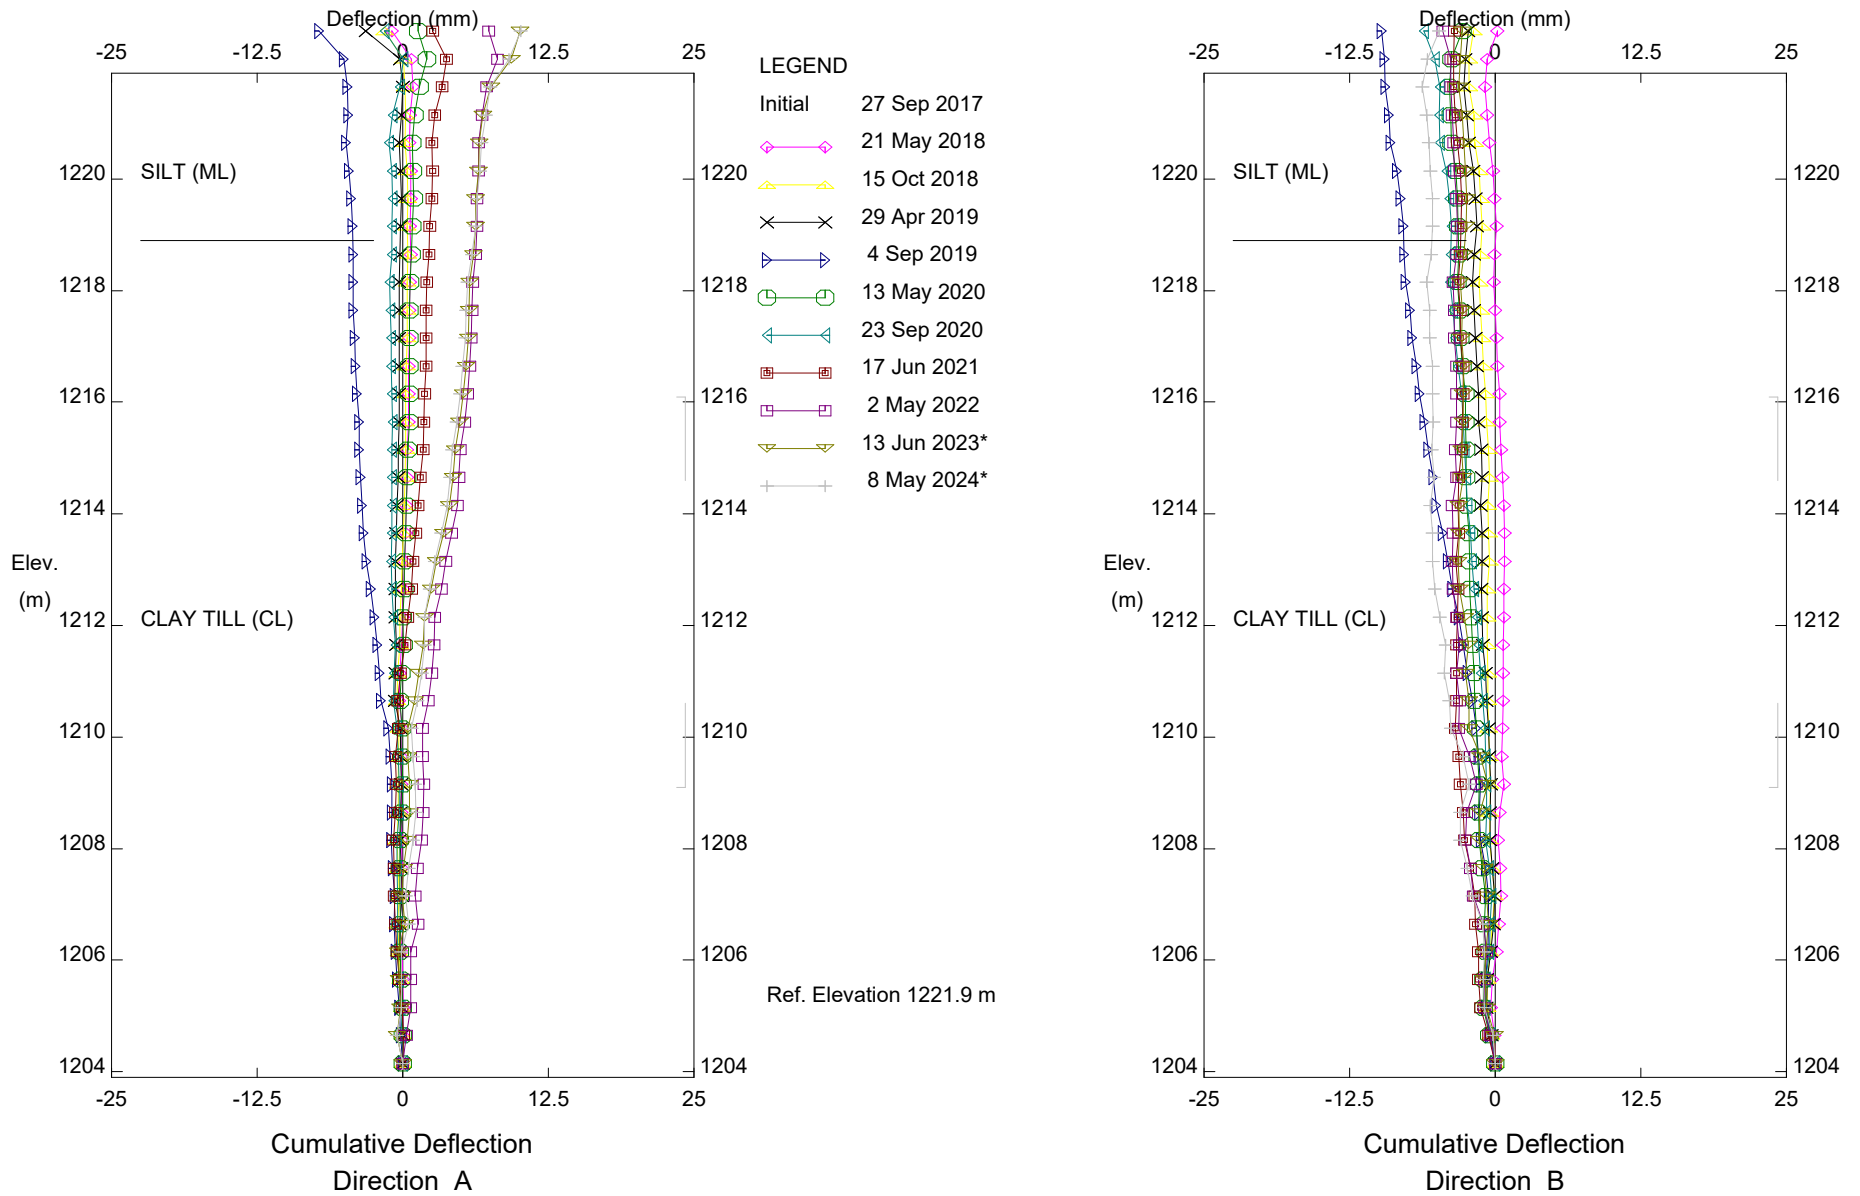 Deflection (mm)
-25 -12.5 0 12.5 25
1220 1220
SILT (ML)
1218 1218
1216 1216
1214 1214
Elev.
(m)
1212 1212
CLAY TILL (CL)
1210 1210
1208 1208
1206 1206
1204 1204
-25 -12.5 0 12.5 25
Cumulative Deflection
Direction A
LEGEND
Initial 27 Sep 2017
21 May 2018
15 Oct 2018
29 Apr 2019
4 Sep 2019
13 May 2020
23 Sep 2020
17 Jun 2021
2 May 2022
13 Jun 2023*
8 May 2024*
Ref. Elevation 1221.9 m
Deflection (mm)
-25 -12.5 0 12.5 25
1220 1220
SILT (ML)
1218 1218
1216 1216
1214 1214
Elev.
(m)
1212 1212
CLAY TILL (CL)
1210 1210
1208 1208
1206 1206
1204 1204
-25 -12.5 0 12.5 25
Cumulative Deflection
Direction B